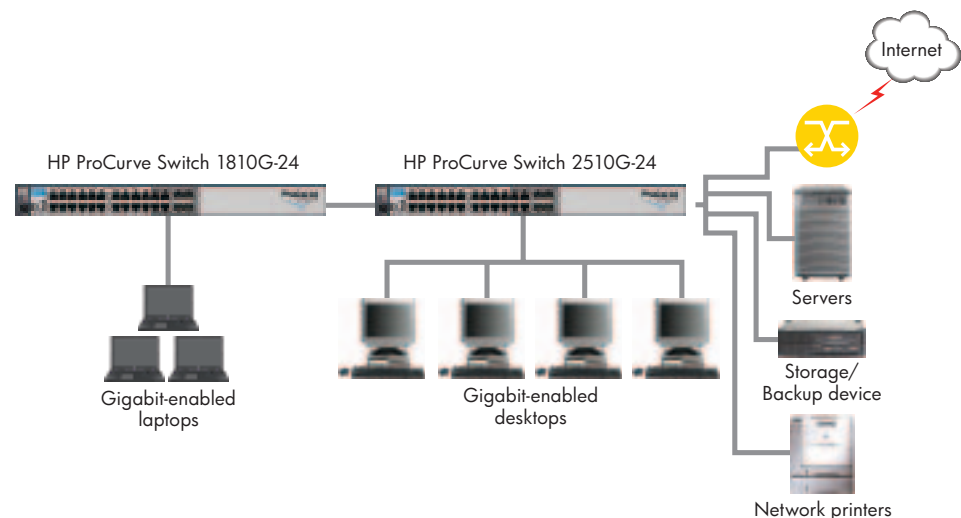 Internet
HP ProCurve Switch 1810G-24
HP ProCurve Switch 2510G-24
Servers
Storage/
Backup device
Gigabit-enabled
laptops
Gigabit-enabled
desktops
Network printers